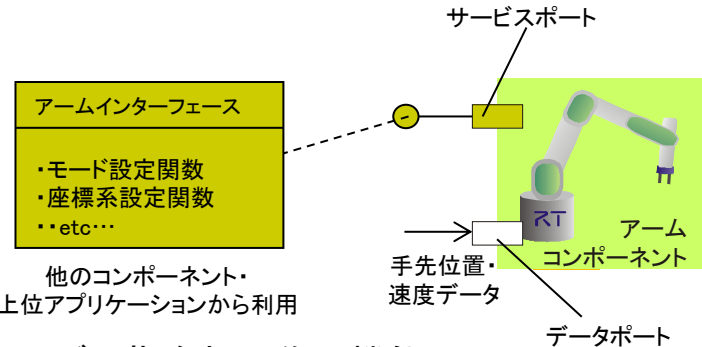 サービスポート
アームインターフェース
・モード設定関数
・座標系設定関数
・・etc…
RT
アーム
コンポーネント
手先位置・
速度データ
他のコンポーネント・
上位アプリケーションから利用
データポート